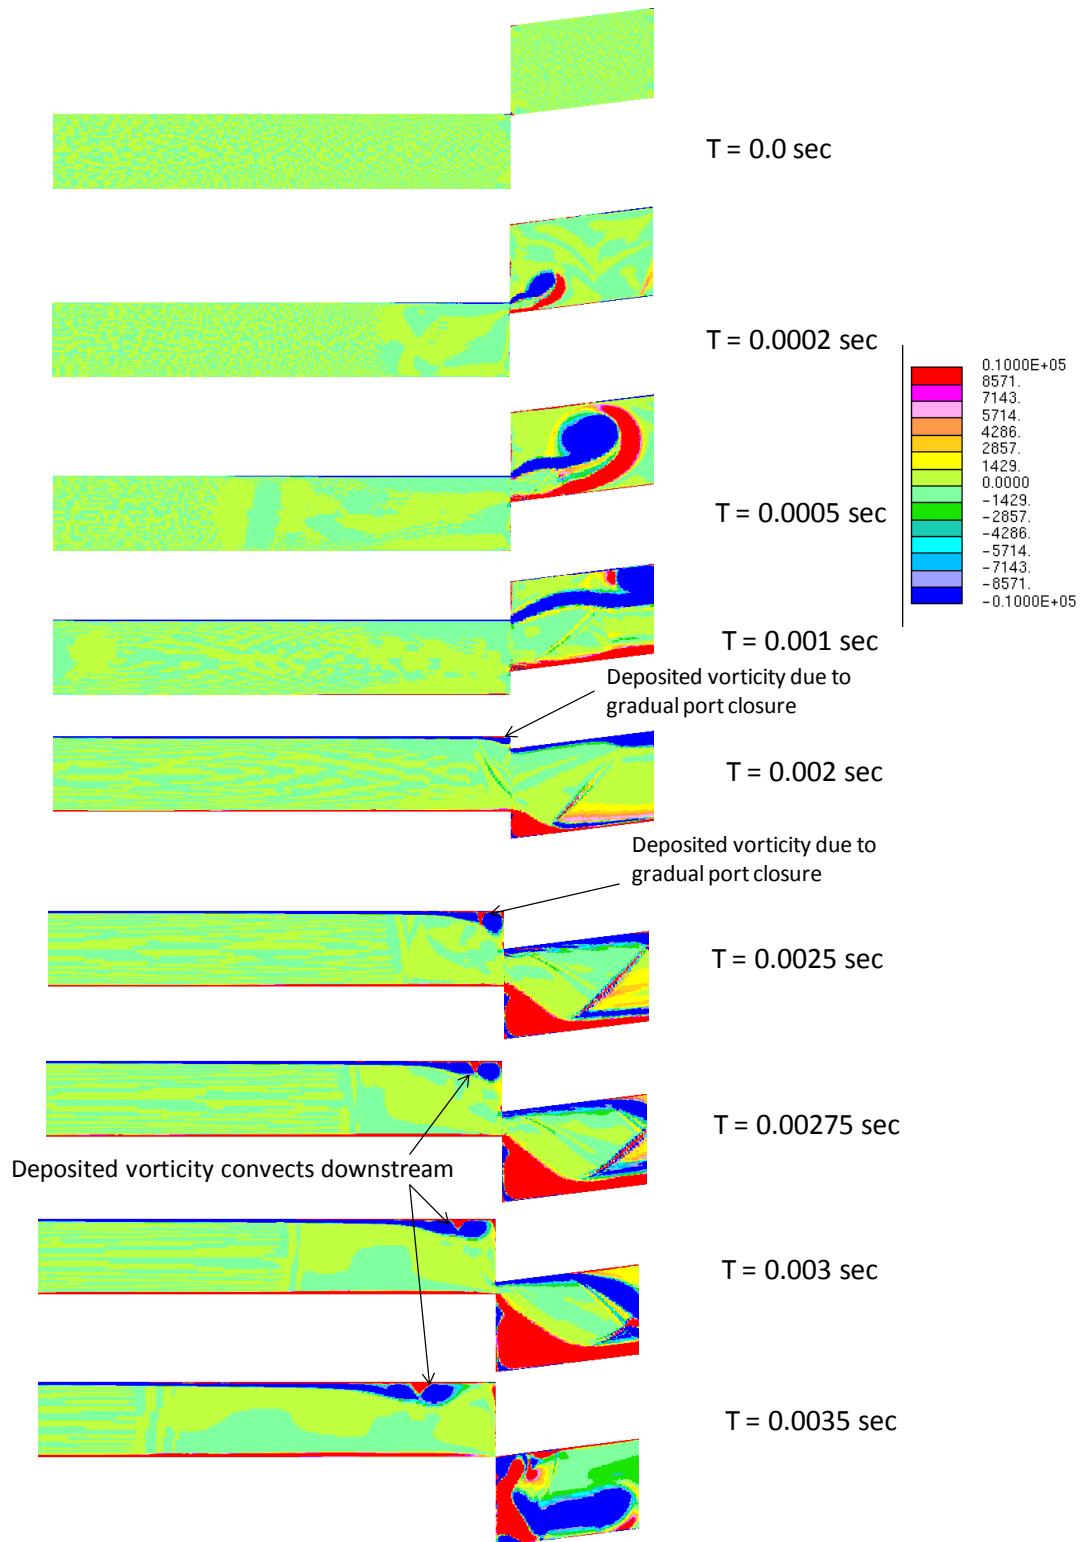 T = 0.0 sec
T = 0.0002 sec
0.1000E+05
8571.
7143.
5714.
4286.
2857.
1429.
0.0000
-1429.
-2857.
-4286.
-5714.
-7143.
-8571.
-0.1000E+05
T = 0.0005 sec
T = 0.001 sec
Deposited vorticity due to
gradual port closure
T = 0.002 sec
Deposited vorticity due to
gradual port closure
T = 0.0025 sec
T = 0.00275 sec
Deposited vorticity convects downstream
T = 0.003 sec
T = 0.0035 sec